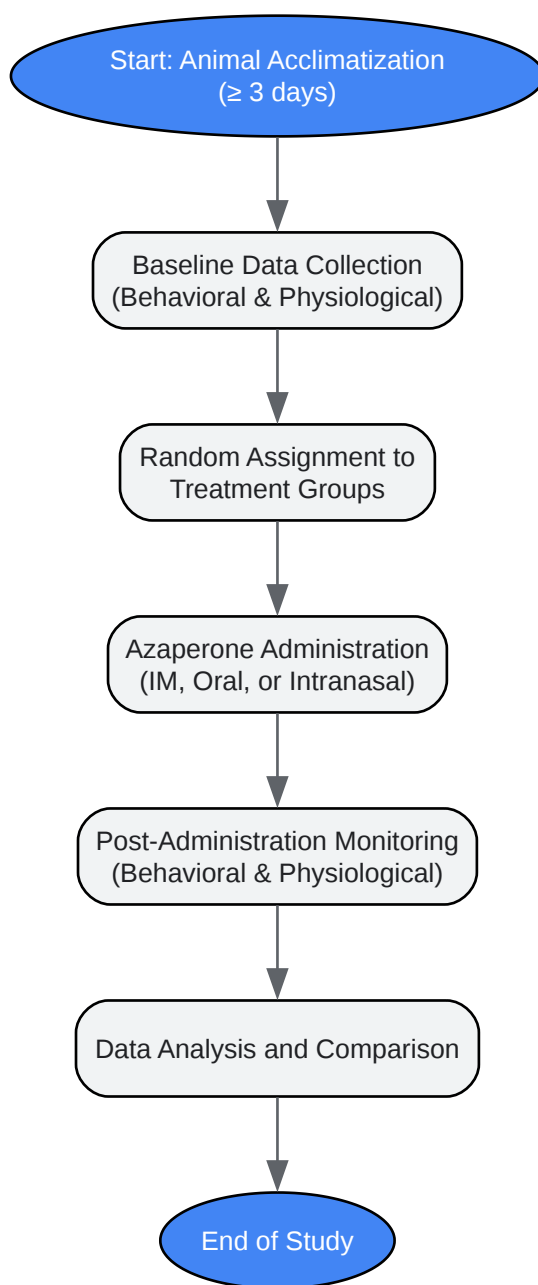 Start: Animal Acclimatization
(≥ 3 days)
Baseline Data Collection
(Behavioral & Physiological)
Random Assignment to
Treatment Groups
Azaperone Administration
(IM, Oral, or Intranasal)
Post-Administration Monitoring
(Behavioral & Physiological)
Data Analysis and Comparison
End of Study